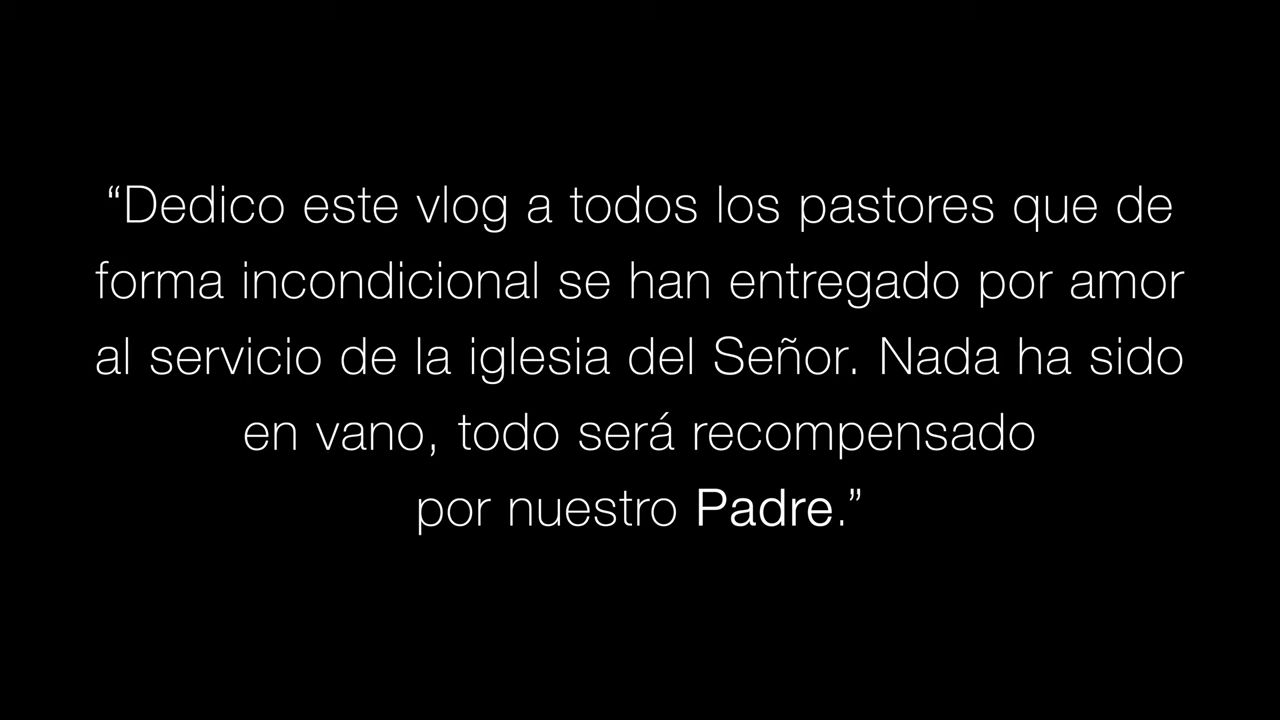 “Dedico este vlog a todos los pastores que de
forma incondicional se han entregado por amor
al servicio de la iglesia del Señor. Nada ha sido
en vano, todo será recompensado
por nuestro Padre.”